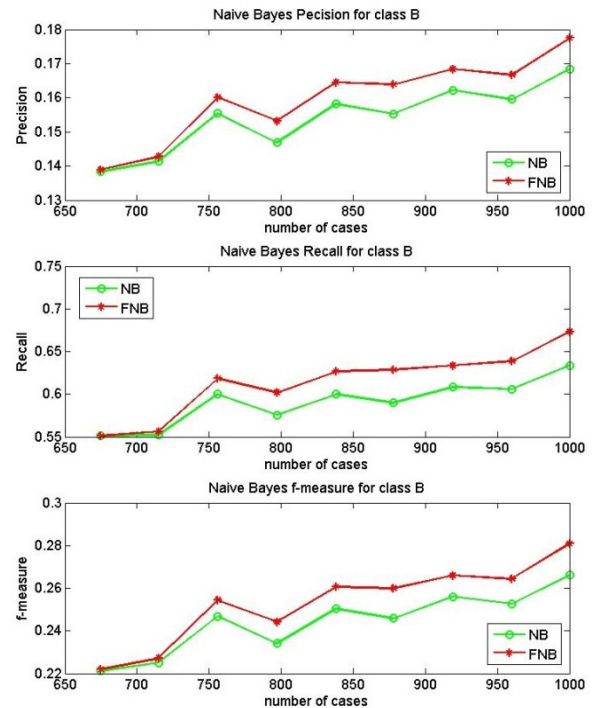 Naive Bayes Pecision for class B
0.18
0.17
0.16
0.15
0.14
0.13
Precision
NB
FNB
650 700 750 800 850 900 950 1000
number of cases
Naive Bayes Recall for class B
0.75
0.7
0.65
0.6
0.55
Recall
NB
FNB
650 700 750 800 850 900 950 1000
number of cases
Naive Bayes f-measure for class B
0.3
0.28
0.26
0.24
0.22
f-measure
NB
FNB
650 700 750 800 850 900 950 1000
number of cases